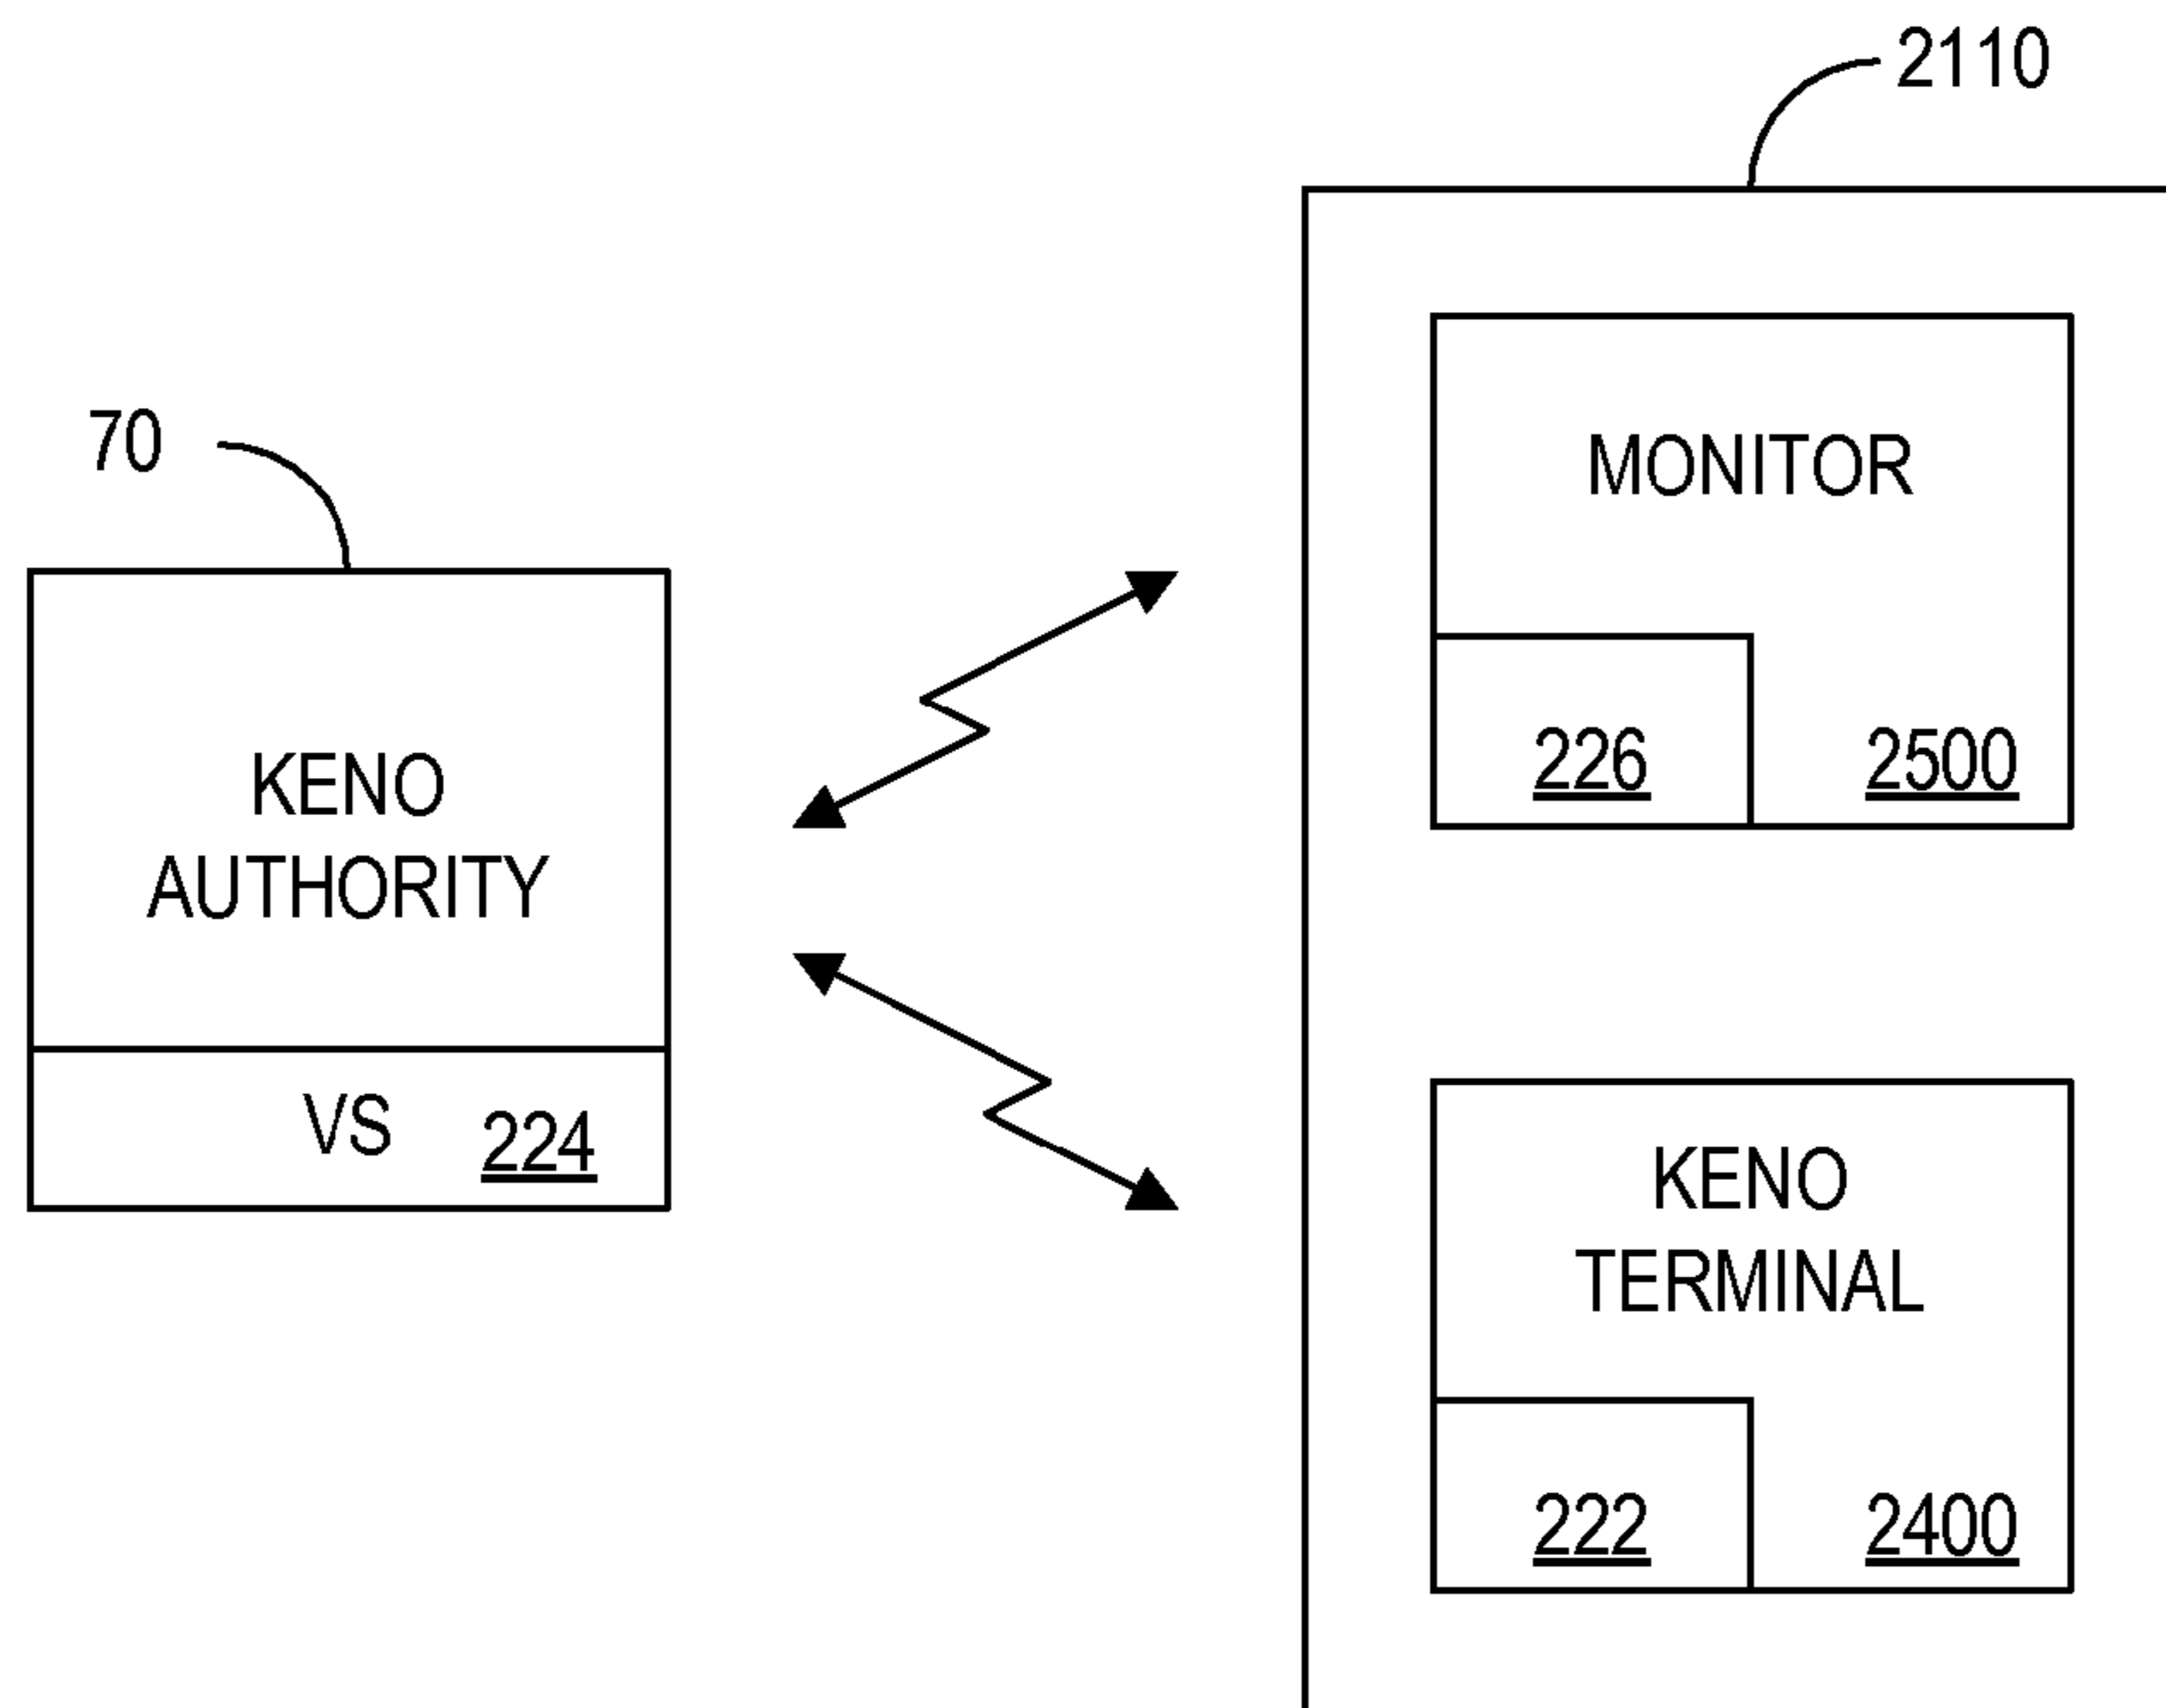 2110
70
MONITOR
226 2500
KENO
AUTHORITY
VS 224
KENO
TERMINAL
222 2400